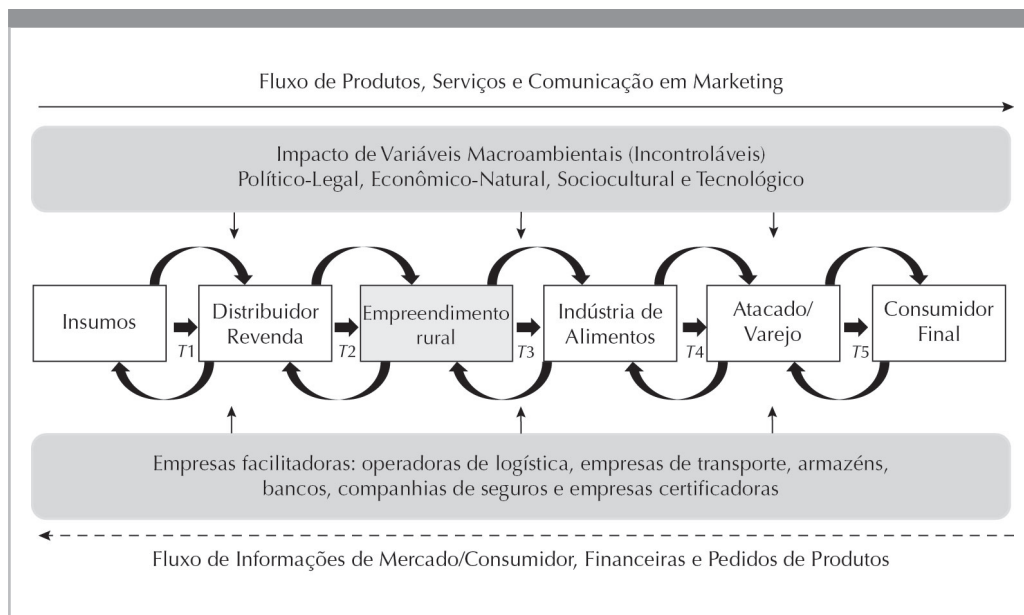 Fluxo de Produtos, Serviços e Comunicação em Marketing
Impacto de Variáveis Macroambientais (Incontroláveis)
Político-Legal, Econômico-Natural, Sociocultural e Tecnológico
Insumos
T1
Distribuidor
Revenda
T2
Empreendimento
rural
T3
Indústria de
Alimentos
T4
Atacado/
Varejo
T5
Consumidor
Final
Empresas facilitadoras: operadoras de logística, empresas de transporte, armazéns,
bancos, companhias de seguros e empresas certificadoras
Fluxo de Informações de Mercado/Consumidor, Financeiras e Pedidos de Produtos